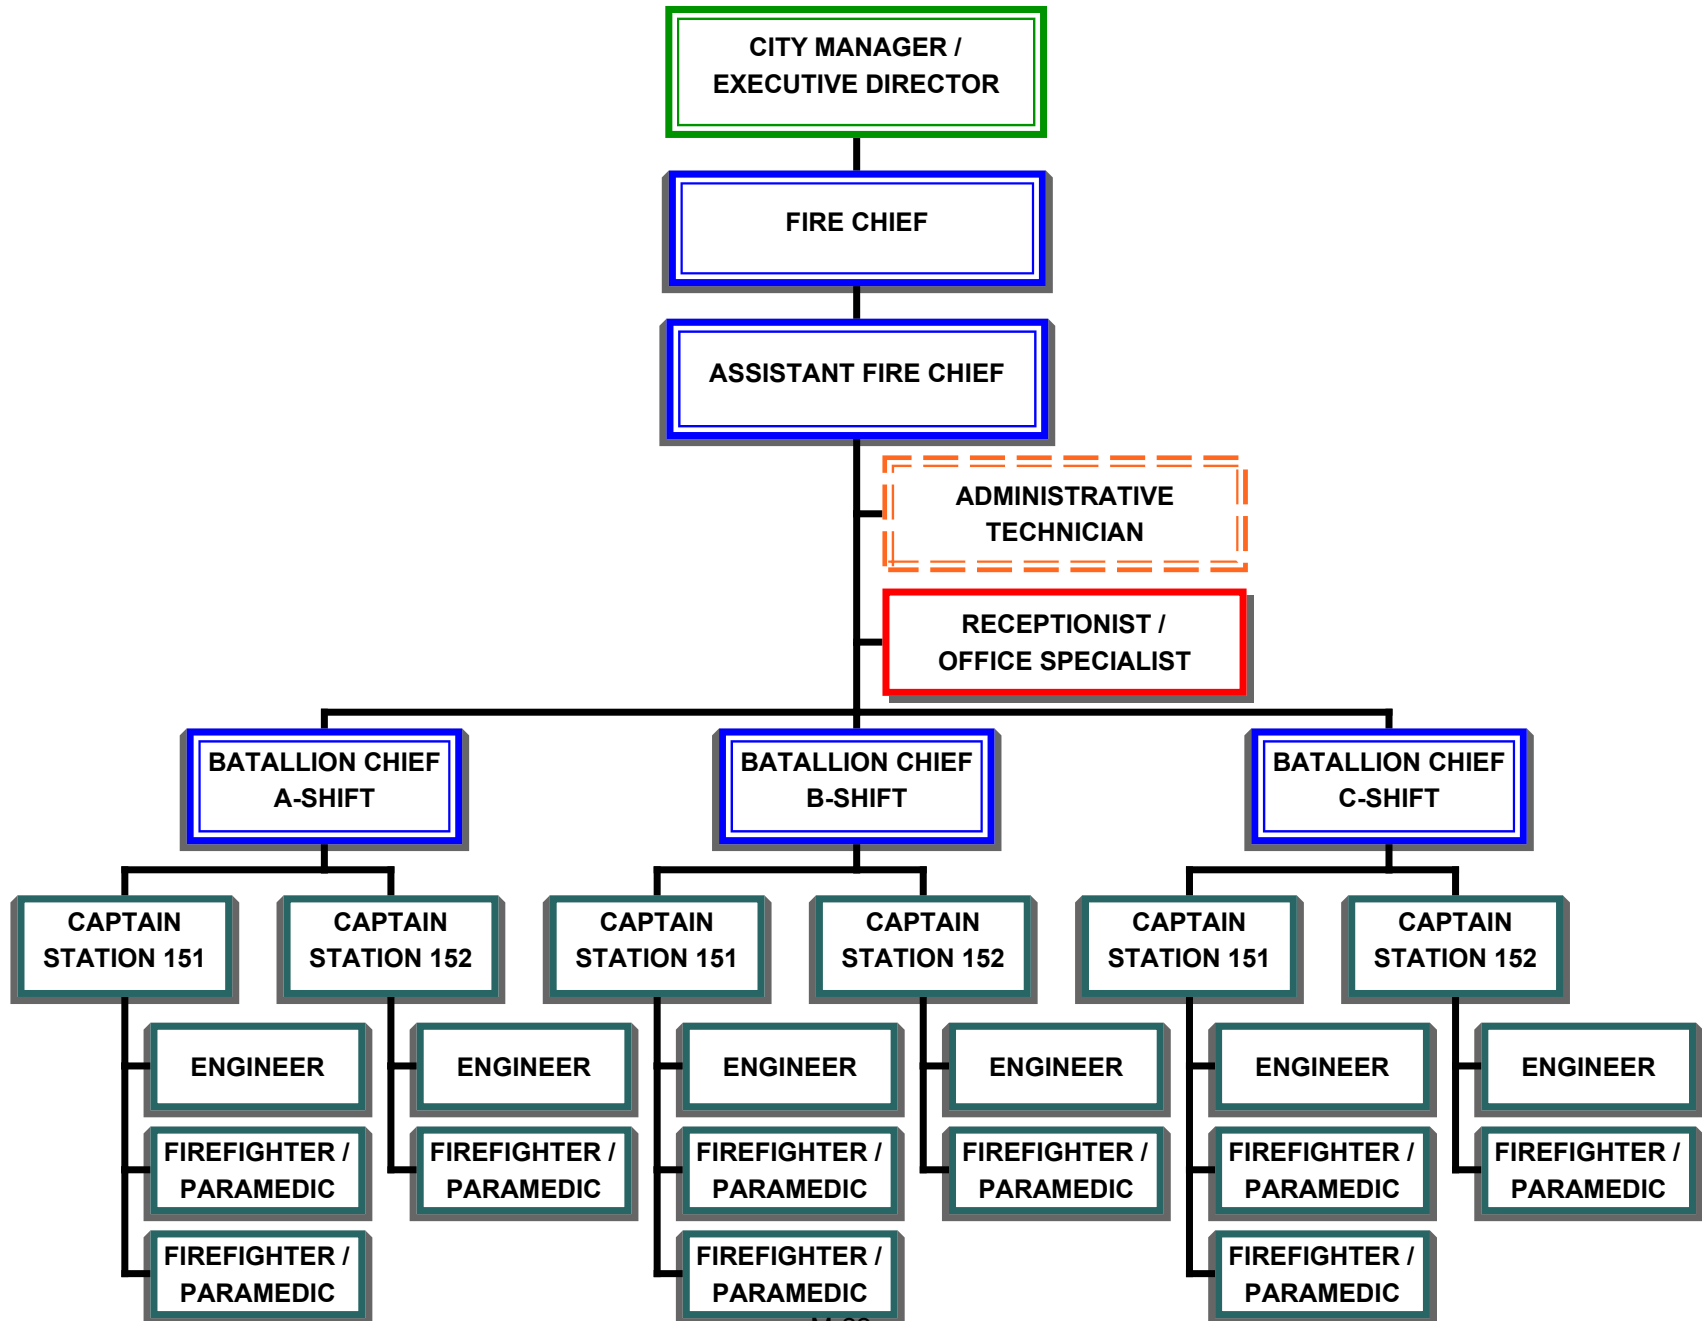 CITY MANAGER /
EXECUTIVE DIRECTOR
FIRE CHIEF
ASSISTANT FIRE CHIEF
ADMINISTRATIVE
TECHNICIAN
RECEPTIONIST /
OFFICE SPECIALIST
BATALLION CHIEF
A-SHIFT
BATALLION CHIEF
B-SHIFT
BATALLION CHIEF
C-SHIFT
CAPTAIN
STATION 151
CAPTAIN
STATION 152
CAPTAIN
STATION 151
CAPTAIN
STATION 152
CAPTAIN
STATION 151
CAPTAIN
STATION 152
ENGINEER
ENGINEER
ENGINEER
ENGINEER
ENGINEER
ENGINEER
FIREFIGHTER /
PARAMEDIC
FIREFIGHTER /
PARAMEDIC
FIREFIGHTER /
PARAMEDIC
FIREFIGHTER /
PARAMEDIC
FIREFIGHTER /
PARAMEDIC
FIREFIGHTER /
PARAMEDIC
FIREFIGHTER /
PARAMEDIC
FIREFIGHTER /
PARAMEDIC
FIREFIGHTER /
PARAMEDIC